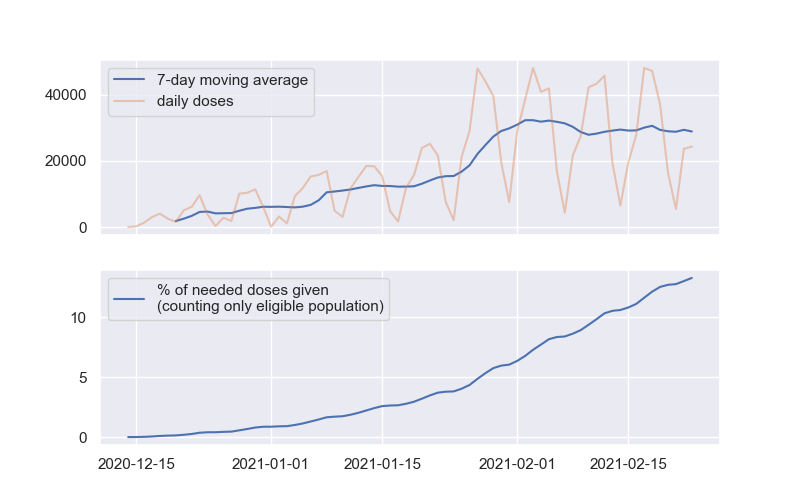 7-day moving average
daily doses
40000
20000
0
% of needed doses given
(counting only eligible population)
10
5
0
2020-12-15 2021-01-01 2021-01-15 2021-02-01 2021-02-15